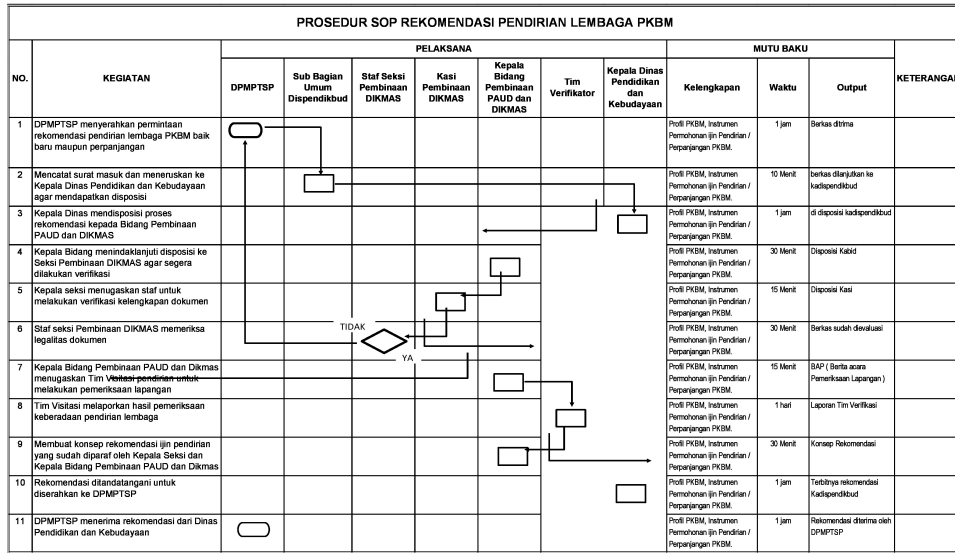 PROSEDUR SOP REKOMENDASI PENDIRIAN LEMBAGA PKBM
NO.
KEGIATAN
PELAKSANA
MUTU BAKU
KETERANGAN
DPMPTSP
Sub Bagian
Umum
Dispendikbud
Staf Seksi
Pembinaan
DIKMAS
Kasi
Pembinaan
DIKMAS
Kepala
Bidang
Pembinaan
PAUD dan
DIKMAS
Tim
Verifikator
Kepala Dinas
Pendidikan
dan
Kebudayaan
Kelengkapan
Waktu
Output
1
DPMPTSP menyerahkan permintaan
rekomendasi pendirian lembaga PKBM baik
baru maupun perpanjangan
Profil PKBM, Instrumen
Permohonan ijin Pendirian /
Perpanjangan PKBM.
1 jam
Berkas ditrima
2
Mencatat surat masuk dan meneruskan ke
Kepala Dinas Pendidikan dan Kebudayaan
agar mendapatkan disposisi
Profil PKBM, Instrumen
Permohonan ijin Pendirian /
Perpanjangan PKBM.
10 Menit
berkas dilanjutkan ke
kadispendikbud
3
Kepala Dinas mendisposisi proses
rekomendasi kepada Bidang Pembinaan
PAUD dan DIKMAS
Profil PKBM, Instrumen
Permohonan ijin Pendirian /
Perpanjangan PKBM.
1 jam
di disposisi kadispendikbud
4
Kepala Bidang menindaklanjuti disposisi ke
Seksi Pembinaan DIKMAS agar segera
dilakukan verifikasi
Profil PKBM, Instrumen
Permohonan ijin Pendirian /
Perpanjangan PKBM.
30 Menit
Disposisi Kabid
5
Kepala seksi menugaskan staf untuk
melakukan verifikasi kelengkapan dokumen
Profil PKBM, Instrumen
Permohonan ijin Pendirian /
Perpanjangan PKBM.
15 Menit
Disposisi Kasi
6
Staf seksi Pembinaan DIKMAS memeriksa
legalitas dokumen
TIDAK
YA
Profil PKBM, Instrumen
Permohonan ijin Pendirian /
Perpanjangan PKBM.
30 Menit
Berkas sudah dievaluasi
7
Kepala Bidang Pembinaan PAUD dan Dikmas
menugaskan Tim Visitasi pendirian untuk
melakukan pemeriksaan lapangan
Profil PKBM, Instrumen
Permohonan ijin Pendirian /
Perpanjangan PKBM.
15 Menit
BAP ( Berita acara
Pemeriksaan Lapangan )
8
Tim Visitasi melaporkan hasil pemeriksaan
keberadaan pendirian lembaga
Profil PKBM, Instrumen
Permohonan ijin Pendirian /
Perpanjangan PKBM.
1 hari
Laporan Tim Verifikasi
9
Membuat konsep rekomendasi ijin pendirian
yang sudah diparaf oleh Kepala Seksi dan
Kepala Bidang Pembinaan PAUD dan Dikmas
Profil PKBM, Instrumen
Permohonan ijin Pendirian /
Perpanjangan PKBM.
30 Menit
Konsep Rekomendasi
10
Rekomendasi ditandatangani untuk
diserahkan ke DPMPTSP
Profil PKBM, Instrumen
Permohonan ijin Pendirian /
Perpanjangan PKBM.
1 jam
Terbitnya rekomendasi
Kadispendikbud
11
DPMPTSP menerima rekomendasi dari Dinas
Pendidikan dan Kebudayaan
Profil PKBM, Instrumen
Permohonan ijin Pendirian /
Perpanjangan PKBM.
1 jam
Rekomendasi diterima oleh
DPMPTSP